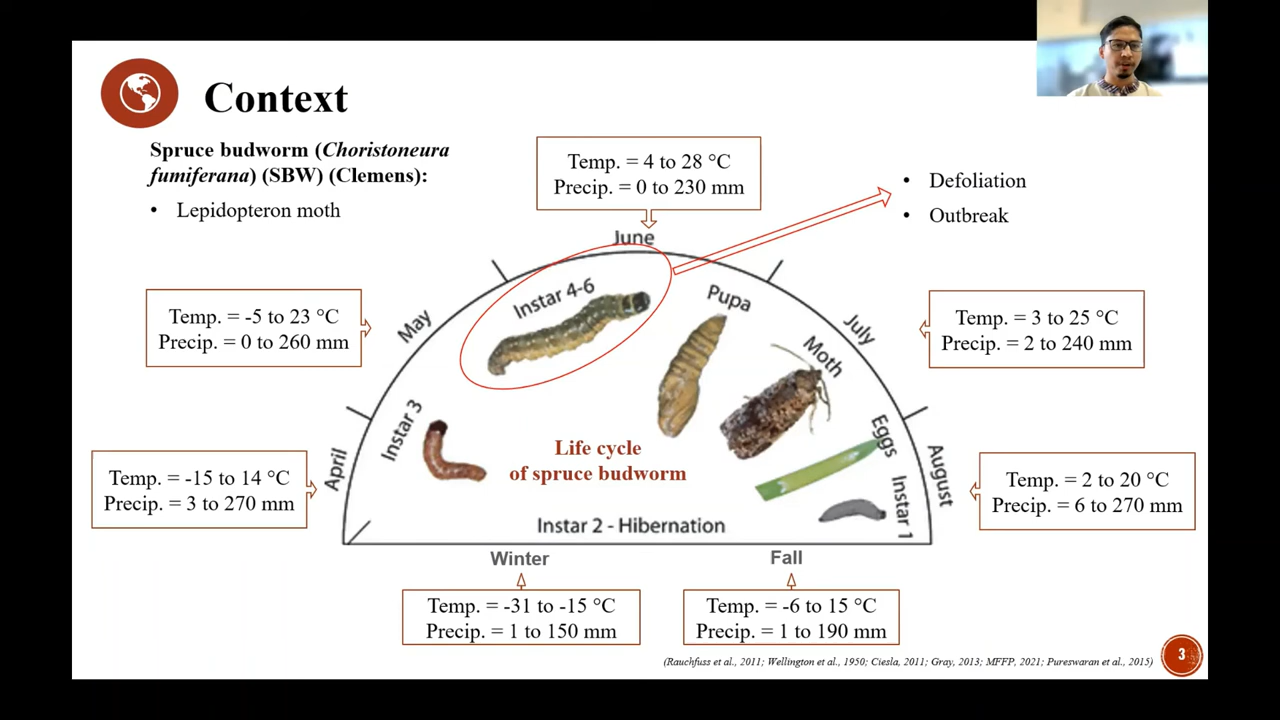 Context
Spruce budworm (Choristoneura
fumiferana) (SBW) (Clemens):
• Lepidopteron moth
Temp. = 4 to 28 °C
Precip. = 0 to 230 mm
• Defoliation
• Outbreak
June
Instar 4-6
Pupa
May
July
Temp. = -5 to 23 °C
Precip. = 0 to 260 mm
Temp. = 3 to 25 °C
Precip. = 2 to 240 mm
Moth
Instar 3
Eggs
Life cycle
of spruce budworm
April
August
Temp. = -15 to 14 °C
Precip. = 3 to 270 mm
Temp. = 2 to 20 °C
Precip. = 6 to 270 mm
Instar 1
Instar 2 - Hibernation
Winter
Fall
Temp. = -31 to -15 °C
Precip. = 1 to 150 mm
Temp. = -6 to 15 °C
Precip. = 1 to 190 mm
(Rauchfuss et al., 2011; Wellington et al., 1950; Ciesla, 2011; Gray, 2013; MFFP, 2021; Pureswaran et al., 2015)
3